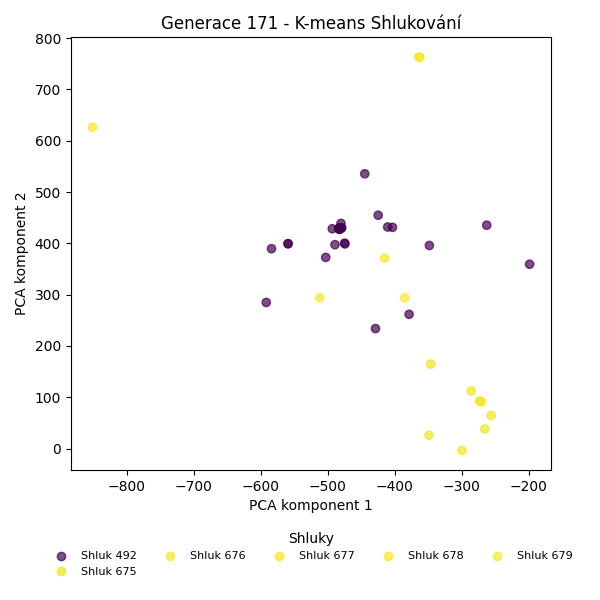 Generace 171 - K-means Shlukování
PCA komponent 2
800
700
600
500
400
300
200
100
0
−800 −700 −600 −500 −400 −300 −200
PCA komponent 1
Shluky
Shluk 492 Shluk 676 Shluk 677 Shluk 678 Shluk 679
Shluk 675